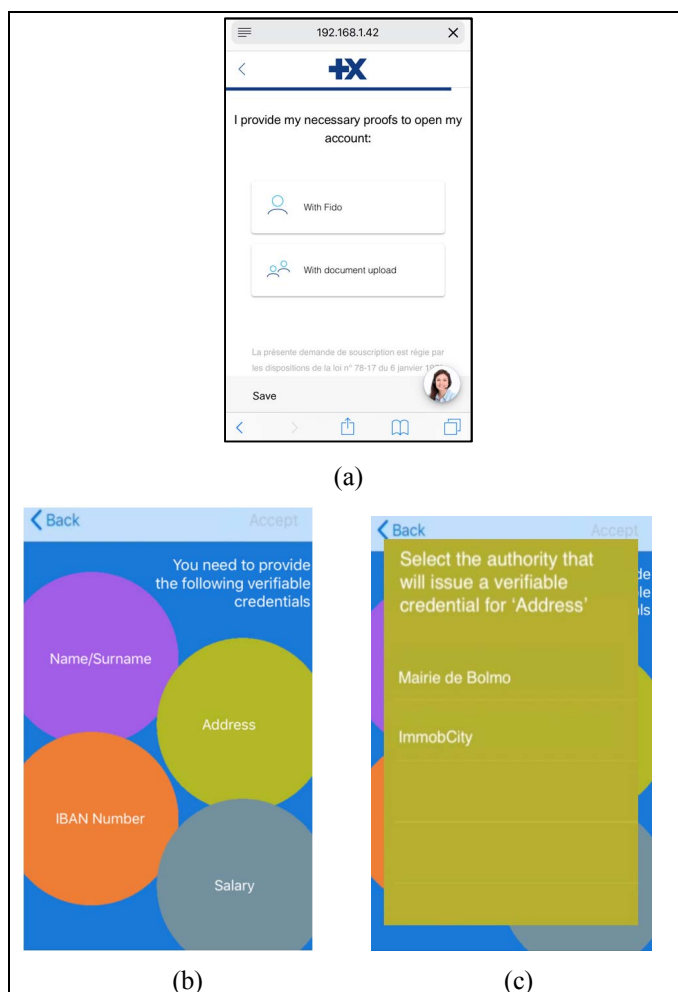 192.168.1.42
+X
I provide my necessary proofs to open my
account:
With Fido
With document upload
La présente demande de souscription est régie par
les dispositions de la loi n° 78-17 du 6 janvier
Save
(a)
Back
Accept
You need to provide
the following verifiable
credentials
Name/Surname
Address
IBAN Number
Salary
(b)
Back
Accept
Select the authority that
will issue a verifiable
credential for 'Address'
Mairie de Bolmo
ImmobCity
(c)